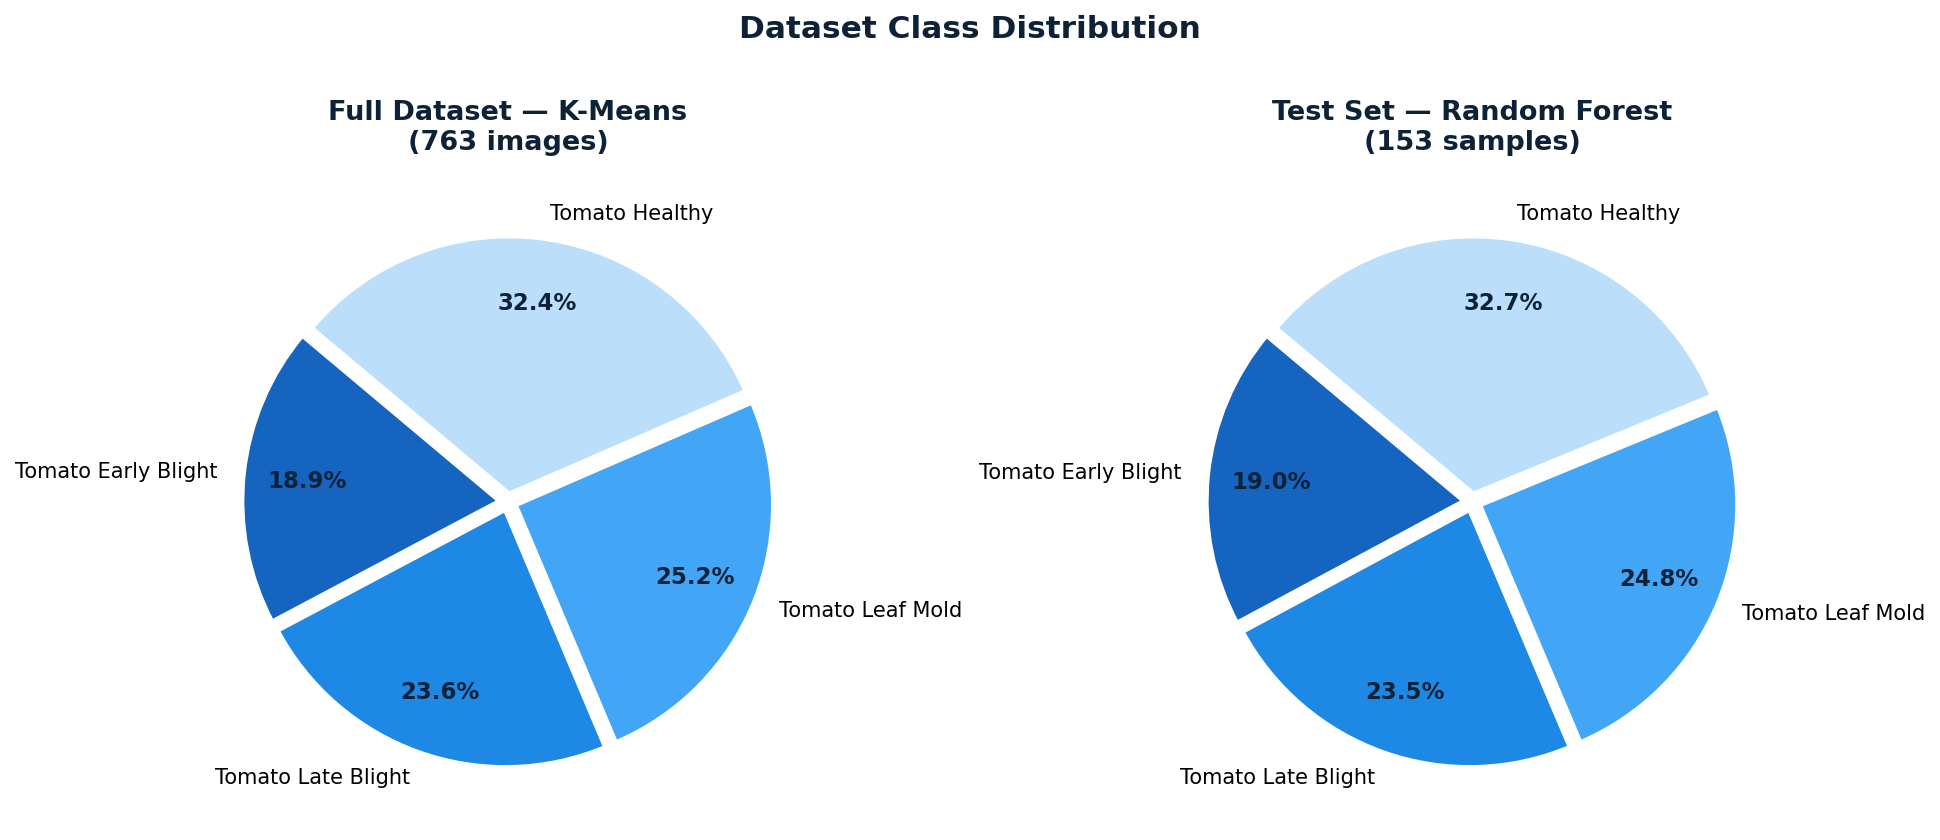 Dataset Class Distribution
Full Dataset — K-Means
(763 images)
Tomato Healthy
32.4%
Tomato Early Blight
18.9%
25.2%
Tomato Leaf Mold
23.6%
Tomato Late Blight
Test Set — Random Forest
(153 samples)
Tomato Healthy
32.7%
Tomato Early Blight
19.0%
24.8%
Tomato Leaf Mold
23.5%
Tomato Late Blight